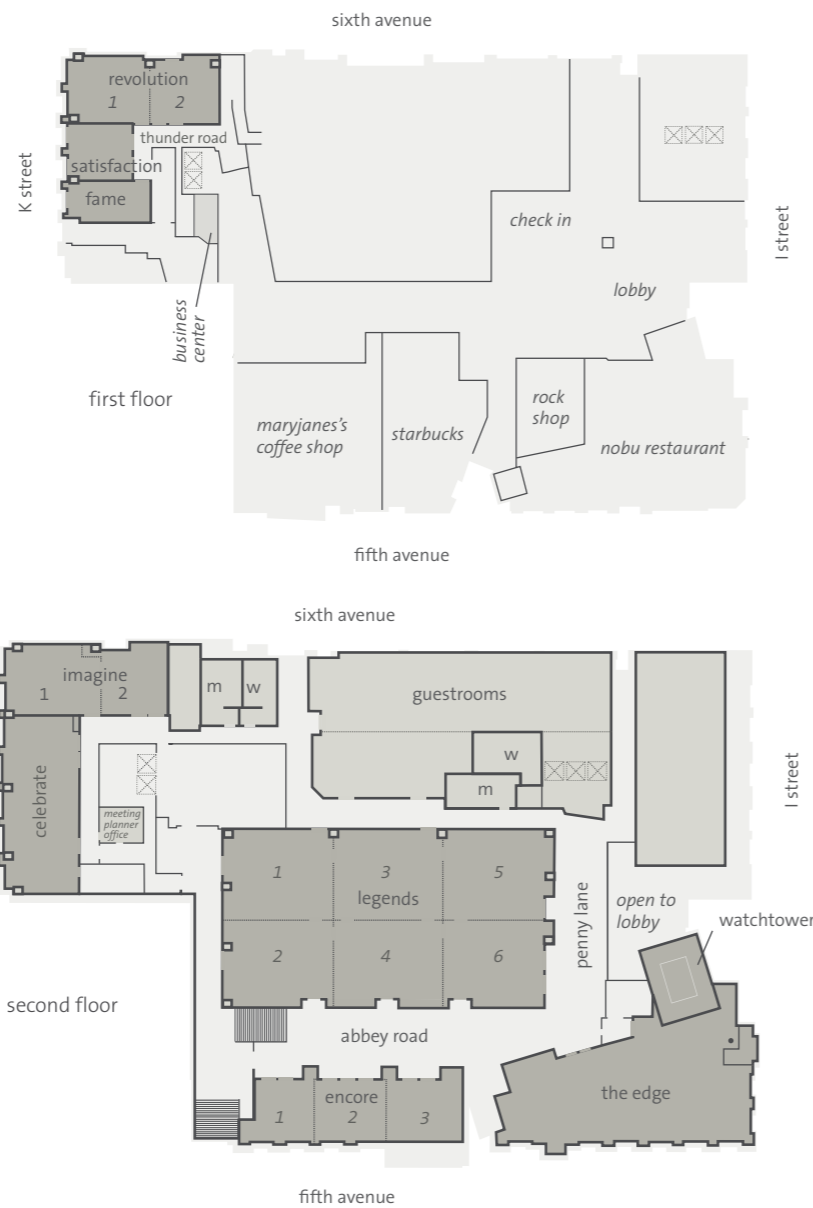 sixth avenue
revolution
1 2
thunder road
K street
satisfaction
fame
check in
I street
lobby
business
center
first floor
maryjanes's
coffee shop
starbucks
rock
shop
nobu restaurant
fifth avenue
sixth avenue
imagine
1 2
m w
guestrooms
w
m
I street
celebrate
meeting
planner
office
1 3 5
legends
2 4 6
penny lane
open to
lobby
watchtower
second floor
abbey road
encore
1 2 3
the edge
fifth avenue